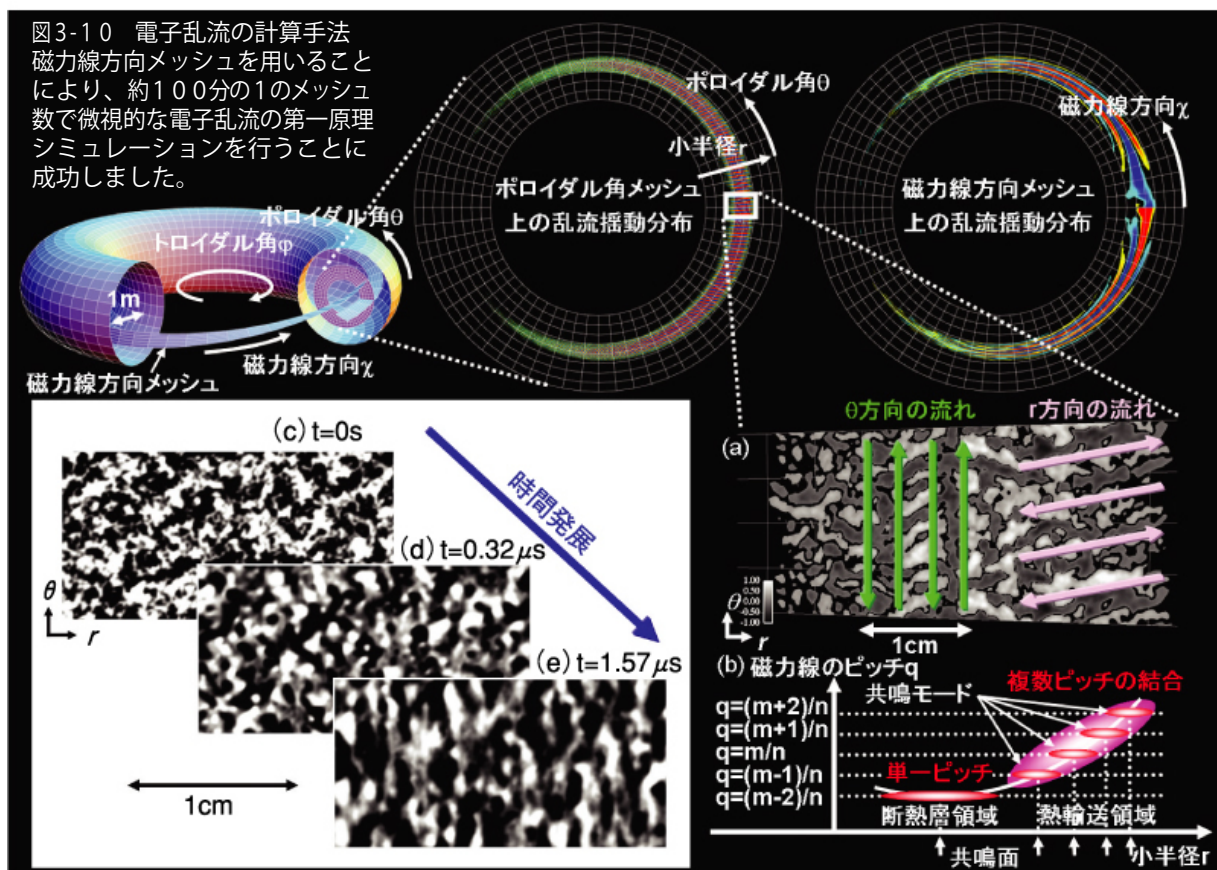 図3-10　電子乱流の計算手法
磁力線方向メッシュを用いること
により、約100分の1のメッシュ
数で微視的な電子乱流の第一原理
シミュレーションを行うことに
成功しました。
ポロイダル角θ
トロイダル角φ
1m
磁力線方向χ
磁力線方向メッシュ
ポロイダル角θ
小半径r
ポロイダル角メッシュ
上の乱流揺動分布
磁力線方向χ
磁力線方向メッシュ
上の乱流揺動分布
(c) t=0s
時間発展
(d) t=0.32μs
θ
r
(e) t=1.57μs
1cm
θ方向の流れ
r方向の流れ
(a)
1.00
0.50
0.00
-0.50
-1.00
θ
r
1cm
(b) 磁力線のピッチq
複数ピッチの結合
共鳴モード
q=(m+2)/n
q=(m+1)/n
q=m/n
q=(m-1)/n
q=(m-2)/n
単一ピッチ
断熱層領域
熱輸送領域
共鳴面
小半径r